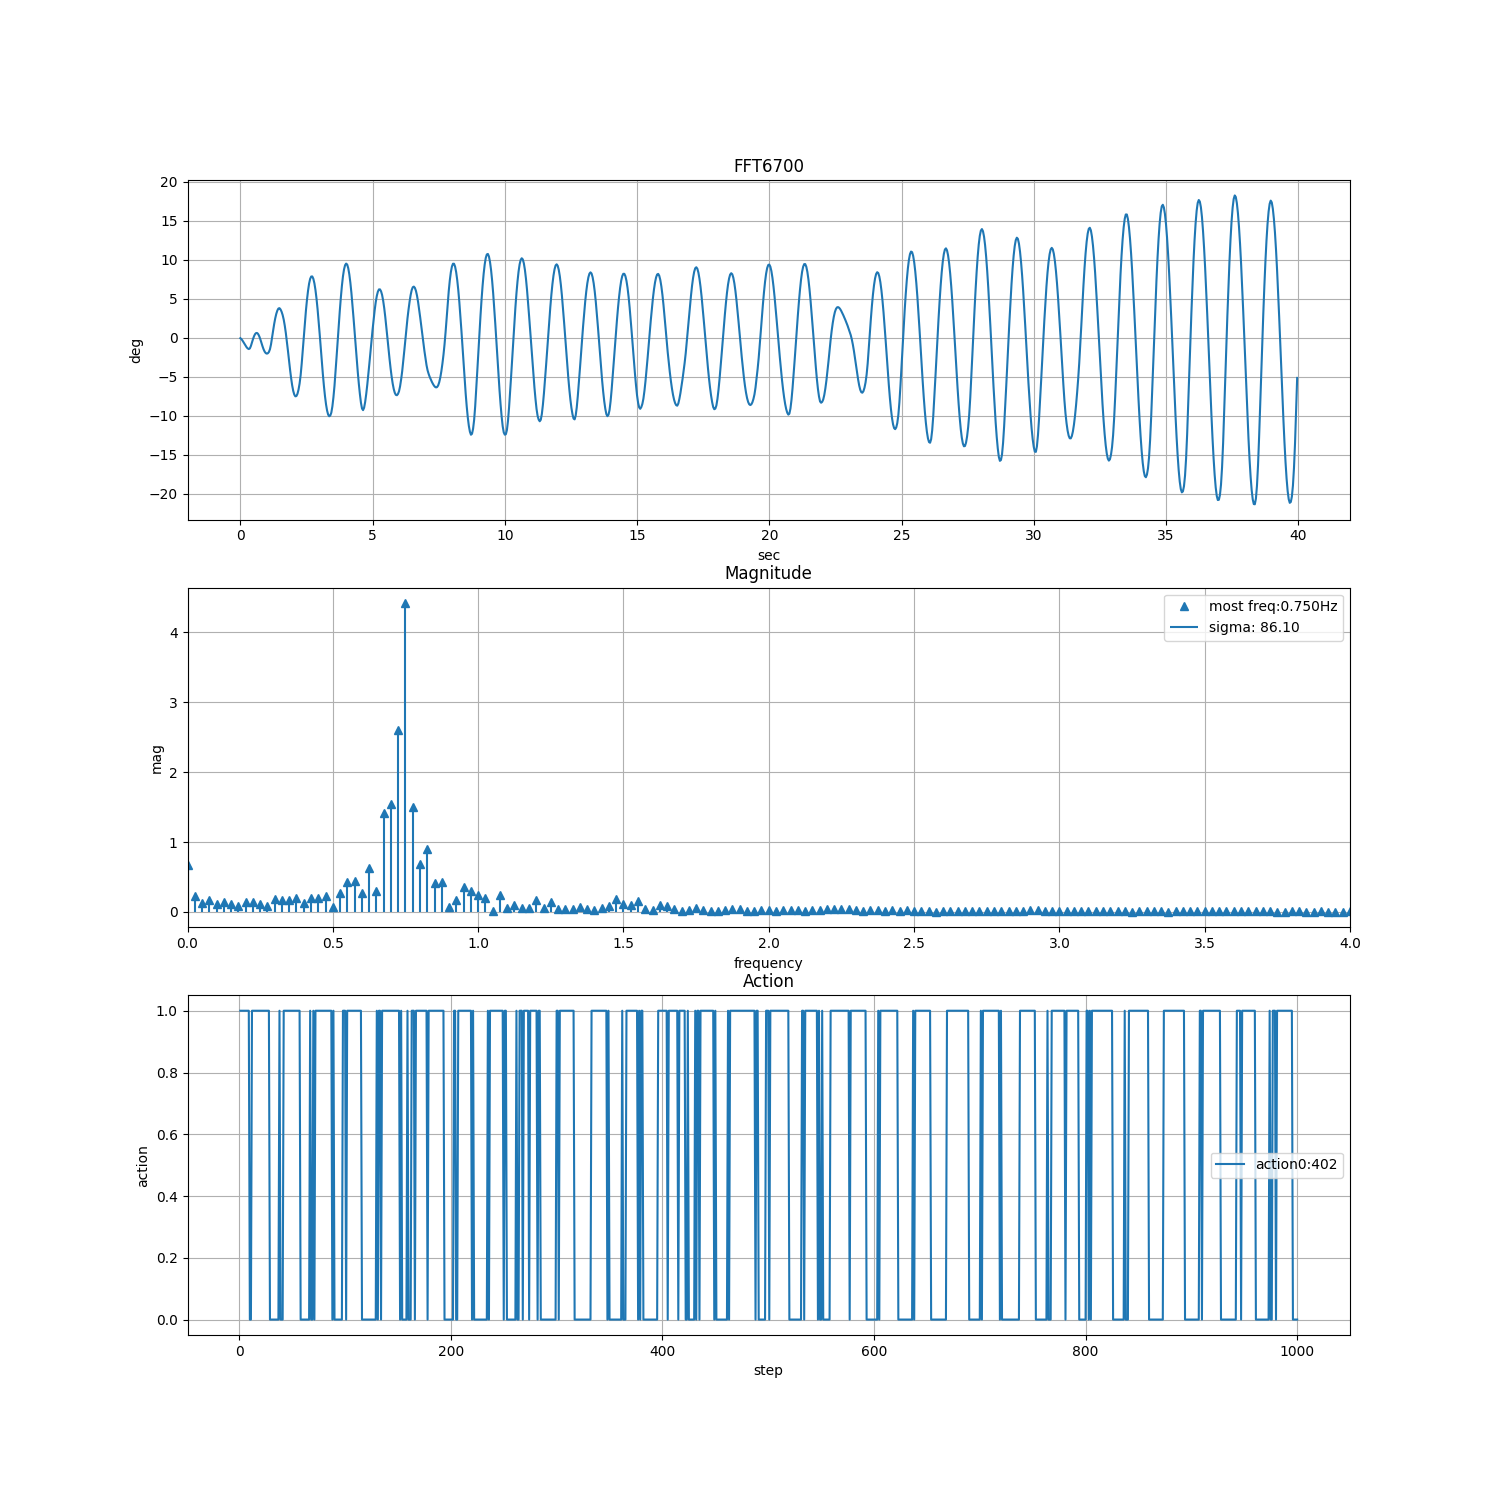 FFT6700
20
15
10
5
0
−5
−10
−15
−20
deg
0 5 10 15 20 25 30 35 40
sec
Magnitude
most freq:0.750Hz
sigma: 86.10
4
3
2
1
0
mag
0.0 0.5 1.0 1.5 2.0 2.5 3.0 3.5 4.0
frequency
Action
1.0
0.8
0.6
0.4
0.2
0.0
action
action0:402
0 200 400 600 800 1000
step